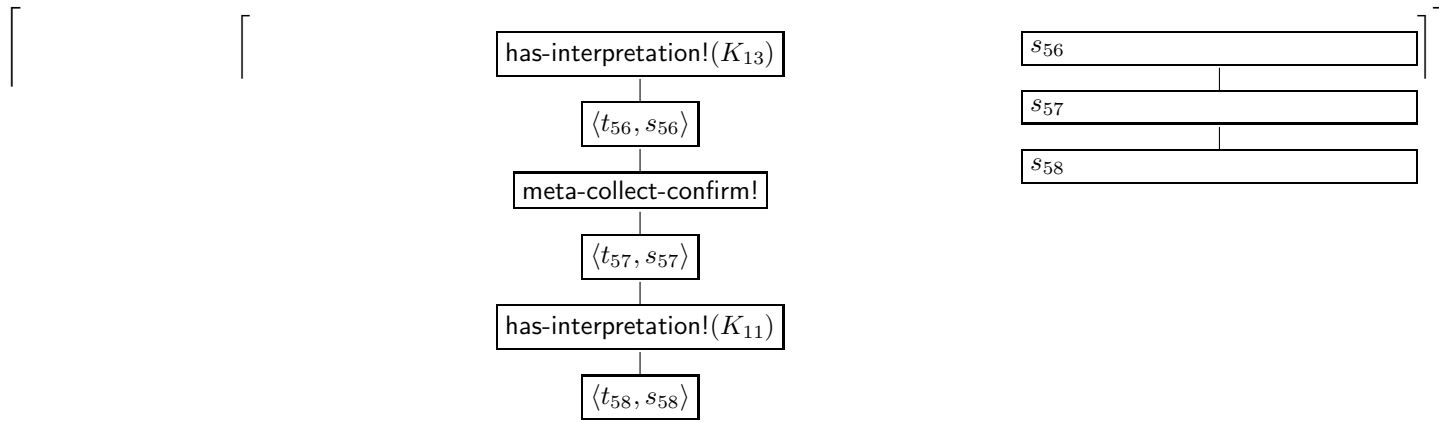 has-interpretation!(K₁₃)
⟨t₅₆, s₅₆⟩
meta-collect-confirm!
⟨t₅₇, s₅₇⟩
has-interpretation!(K₁₁)
⟨t₅₈, s₅₈⟩
s₅₆
s₅₇
s₅₈